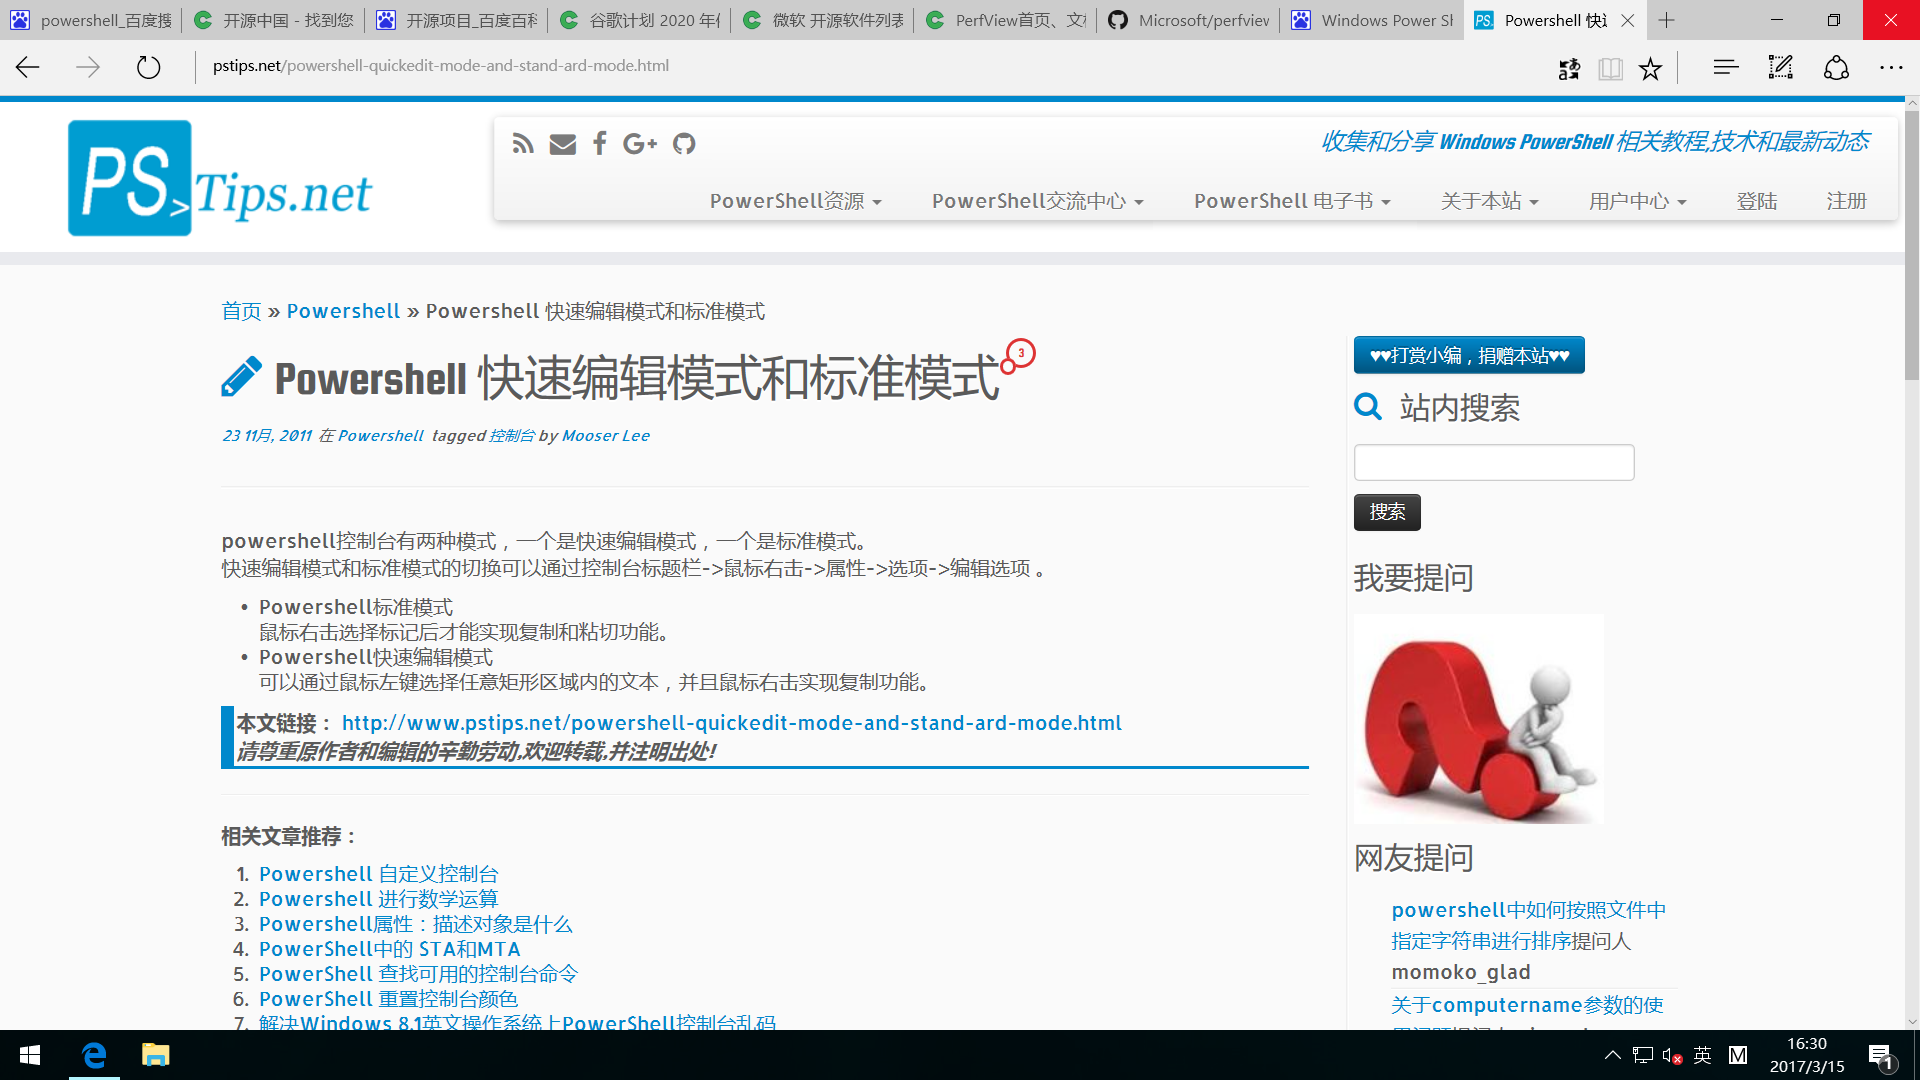 powershell_百度搜
开源中国 - 找到您
开源项目_百度百科
谷歌计划 2020 年
微软 开源软件列表
PerfView首页、文档
Microsoft/perfview
Windows Power Sh
Powershell 快速
pstips.net/powershell-quickedit-mode-and-stand-ard-mode.html
PS> Tips.net
收集和分享 Windows PowerShell 相关教程,技术和最新动态
PowerShell资源
PowerShell交流中心
PowerShell 电子书
关于本站
用户中心
登陆
注册
首页 » Powershell » Powershell 快速编辑模式和标准模式
Powershell 快速编辑模式和标准模式
3
23 11月, 2011 在 Powershell tagged 控制台 by Mooser Lee
powershell控制台有两种模式，一个是快速编辑模式，一个是标准模式。
快速编辑模式和标准模式的切换可以通过控制台标题栏->鼠标右击->属性->选项->编辑选项 。
• Powershell标准模式
鼠标右击选择标记后才能实现复制和粘切功能。
• Powershell快速编辑模式
可以通过鼠标左键选择任意矩形区域内的文本，并且鼠标右击实现复制功能。
本文链接： http://www.pstips.net/powershell-quickedit-mode-and-stand-ard-mode.html
请尊重原作者和编辑的辛勤劳动,欢迎转载,并注明出处!
相关文章推荐：
1. Powershell 自定义控制台
2. Powershell 进行数学运算
3. Powershell属性：描述对象是什么
4. PowerShell中的 STA和MTA
5. PowerShell 查找可用的控制台命令
6. PowerShell 重置控制台颜色
7. 解决Windows 8.1英文操作系统上PowerShell控制台乱码
♥♥打赏小编，捐赠本站♥♥
站内搜索
搜索
我要提问
网友提问
powershell中如何按照文件中
指定字符串进行排序提问人
momoko_glad
关于computername参数的使
英
M
16:30
2017/3/15
1